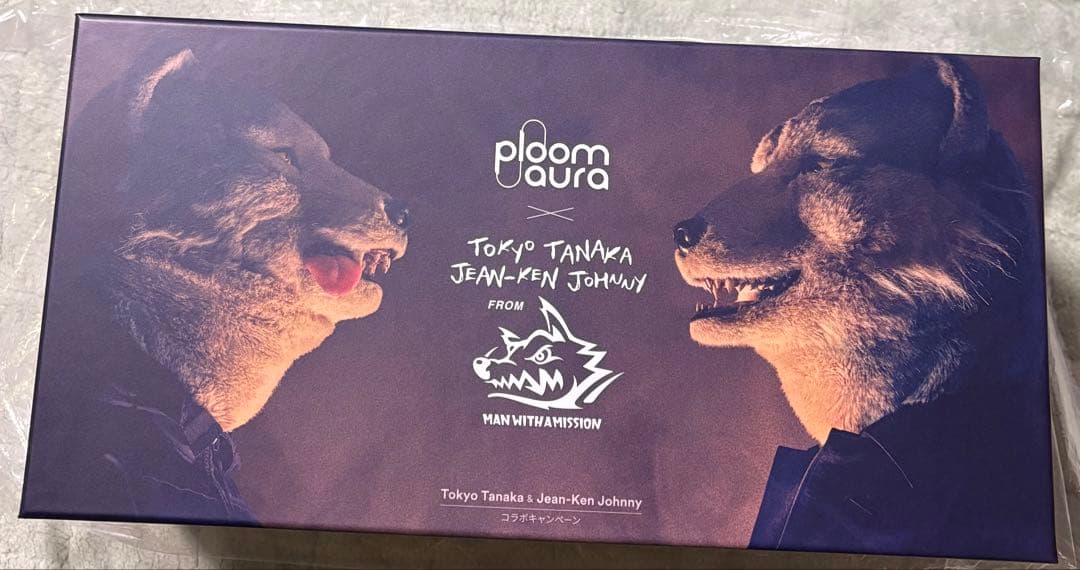 ploom
aura
TOKYO TANAKA
JEAN-KEN JOHNNY
FROM
MAN WITH A MISSION
Tokyo Tanaka & Jean-Ken Johnny
コラボキャンペーン